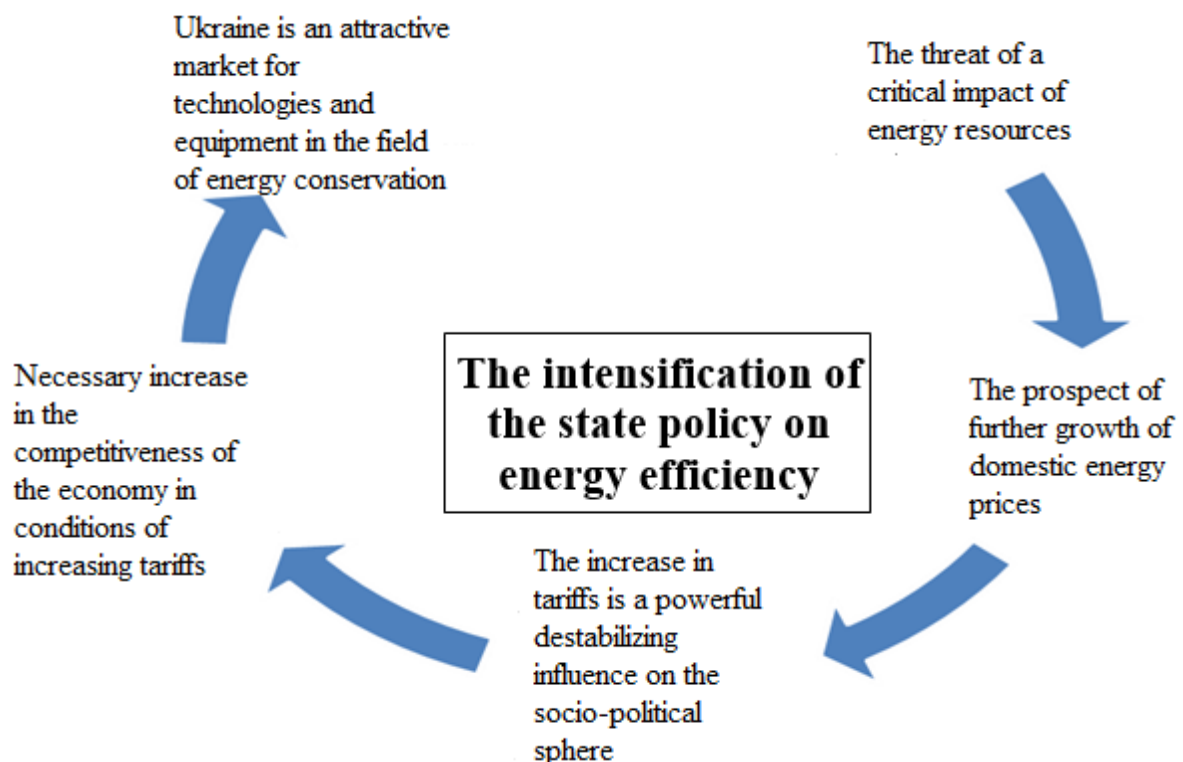 Ukraine is an attractive
market for
technologies and
equipment in the field
of energy conservation
The threat of a
critical impact of
energy resources
The prospect of
further growth of
domestic energy
prices
The increase in
tariffs is a powerful
destabilizing
influence on the
socio-political
sphere
Necessary increase
in the
competitiveness of
the economy in
conditions of
increasing tariffs
The intensification of
the state policy on
energy efficiency